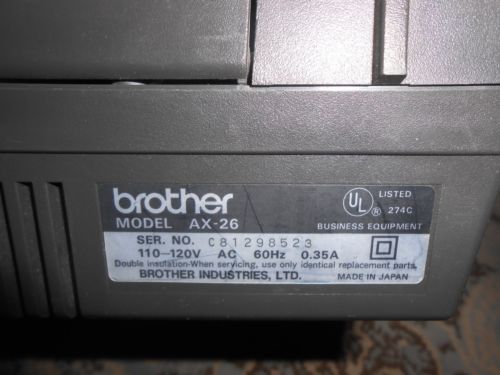 brother
MODEL AX-26
UL ® LISTED 274C
BUSINESS EQUIPMENT
SER. NO. C81298523
110-120V AC 60Hz 0.35A
Double insulation-When servicing, use only identical replacement parts.
BROTHER INDUSTRIES, LTD. MADE IN JAPAN